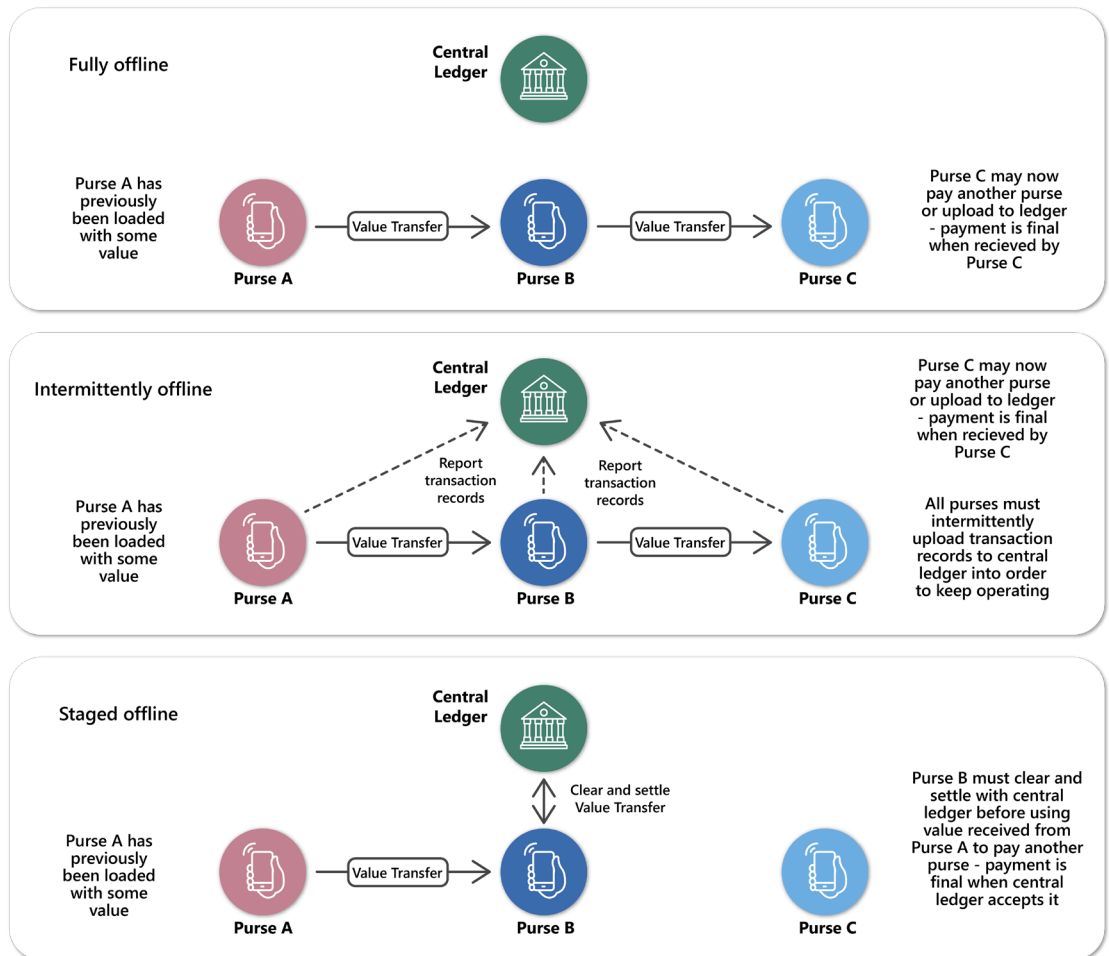 Fully offline
Central
Ledger
Purse A has
previously
been loaded
with some
value
Value Transfer
Value Transfer
Purse A
Purse B
Purse C
Purse C may now
pay another purse
or upload to ledger
- payment is final
when recieved by
Purse C
Intermittently offline
Central
Ledger
Purse C may now
pay another purse
or upload to ledger
- payment is final
when recieved by
Purse C
Report
transaction
records
Report
transaction
records
Purse A has
previously
been loaded
with some
value
Value Transfer
Value Transfer
Purse A
Purse B
Purse C
All purses must
intermittently
upload transaction
records to central
ledger into order
to keep operating
Staged offline
Central
Ledger
Clear and settle
Value Transfer
Purse A has
previously
been loaded
with some
value
Value Transfer
Purse A
Purse B
Purse C
Purse B must clear and
settle with central
ledger before using
value received from
Purse A to pay another
purse - payment is
final when central
ledger accepts it